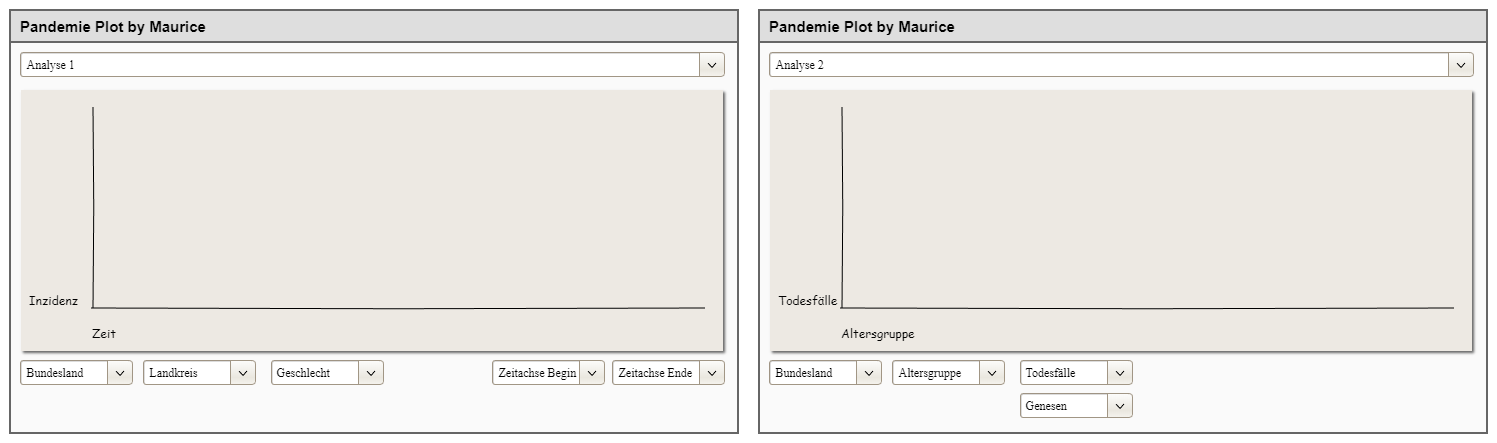 Pandemie Plot by Maurice
Analyse 1
Inzidenz
Zeit
Bundesland Landkreis Geschlecht Zeitachse Begin Zeitachse Ende
Pandemie Plot by Maurice
Analyse 2
Todesfälle
Altersgruppe
Bundesland Altersgruppe Todesfälle
Genesen